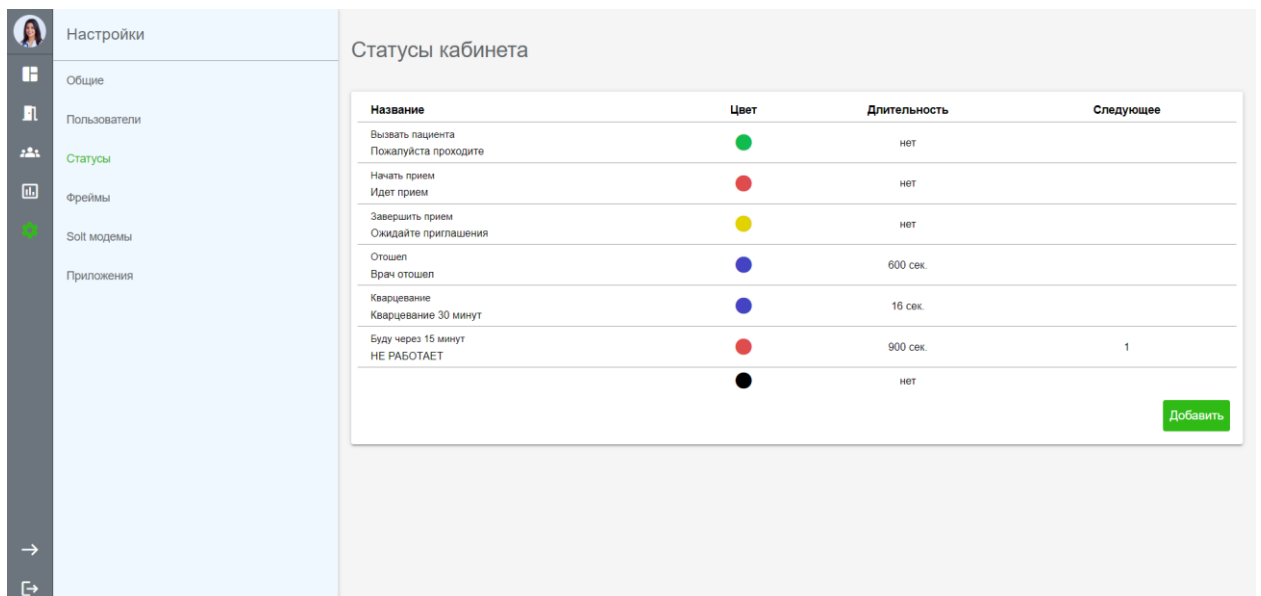 Настройки
Общие
Пользователи
Статусы
Фреймы
Solt модемы
Приложения
Статусы кабинета
Название Цвет Длительность Следующее
Вызвать пациента
Пожалуйста проходите
нет
Начать прием
Идет прием
нет
Завершить прием
Ожидайте приглашения
нет
Отошел
Врач отошел
600 сек.
Кварцевание
Кварцевание 30 минут
16 сек.
Буду через 15 минут
НЕ РАБОТАЕТ
900 сек. 1
нет
Добавить